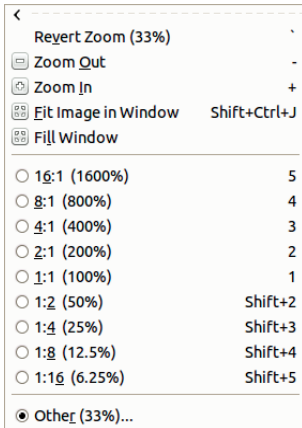 Revert Zoom (33%) `
Zoom Out -
Zoom In +
Fit Image in Window Shift+Ctrl+J
Fill Window
16:1 (1600%) 5
8:1 (800%) 4
4:1 (400%) 3
2:1 (200%) 2
1:1 (100%) 1
1:2 (50%) Shift+2
1:4 (25%) Shift+3
1:8 (12.5%) Shift+4
1:16 (6.25%) Shift+5
Other (33%)...